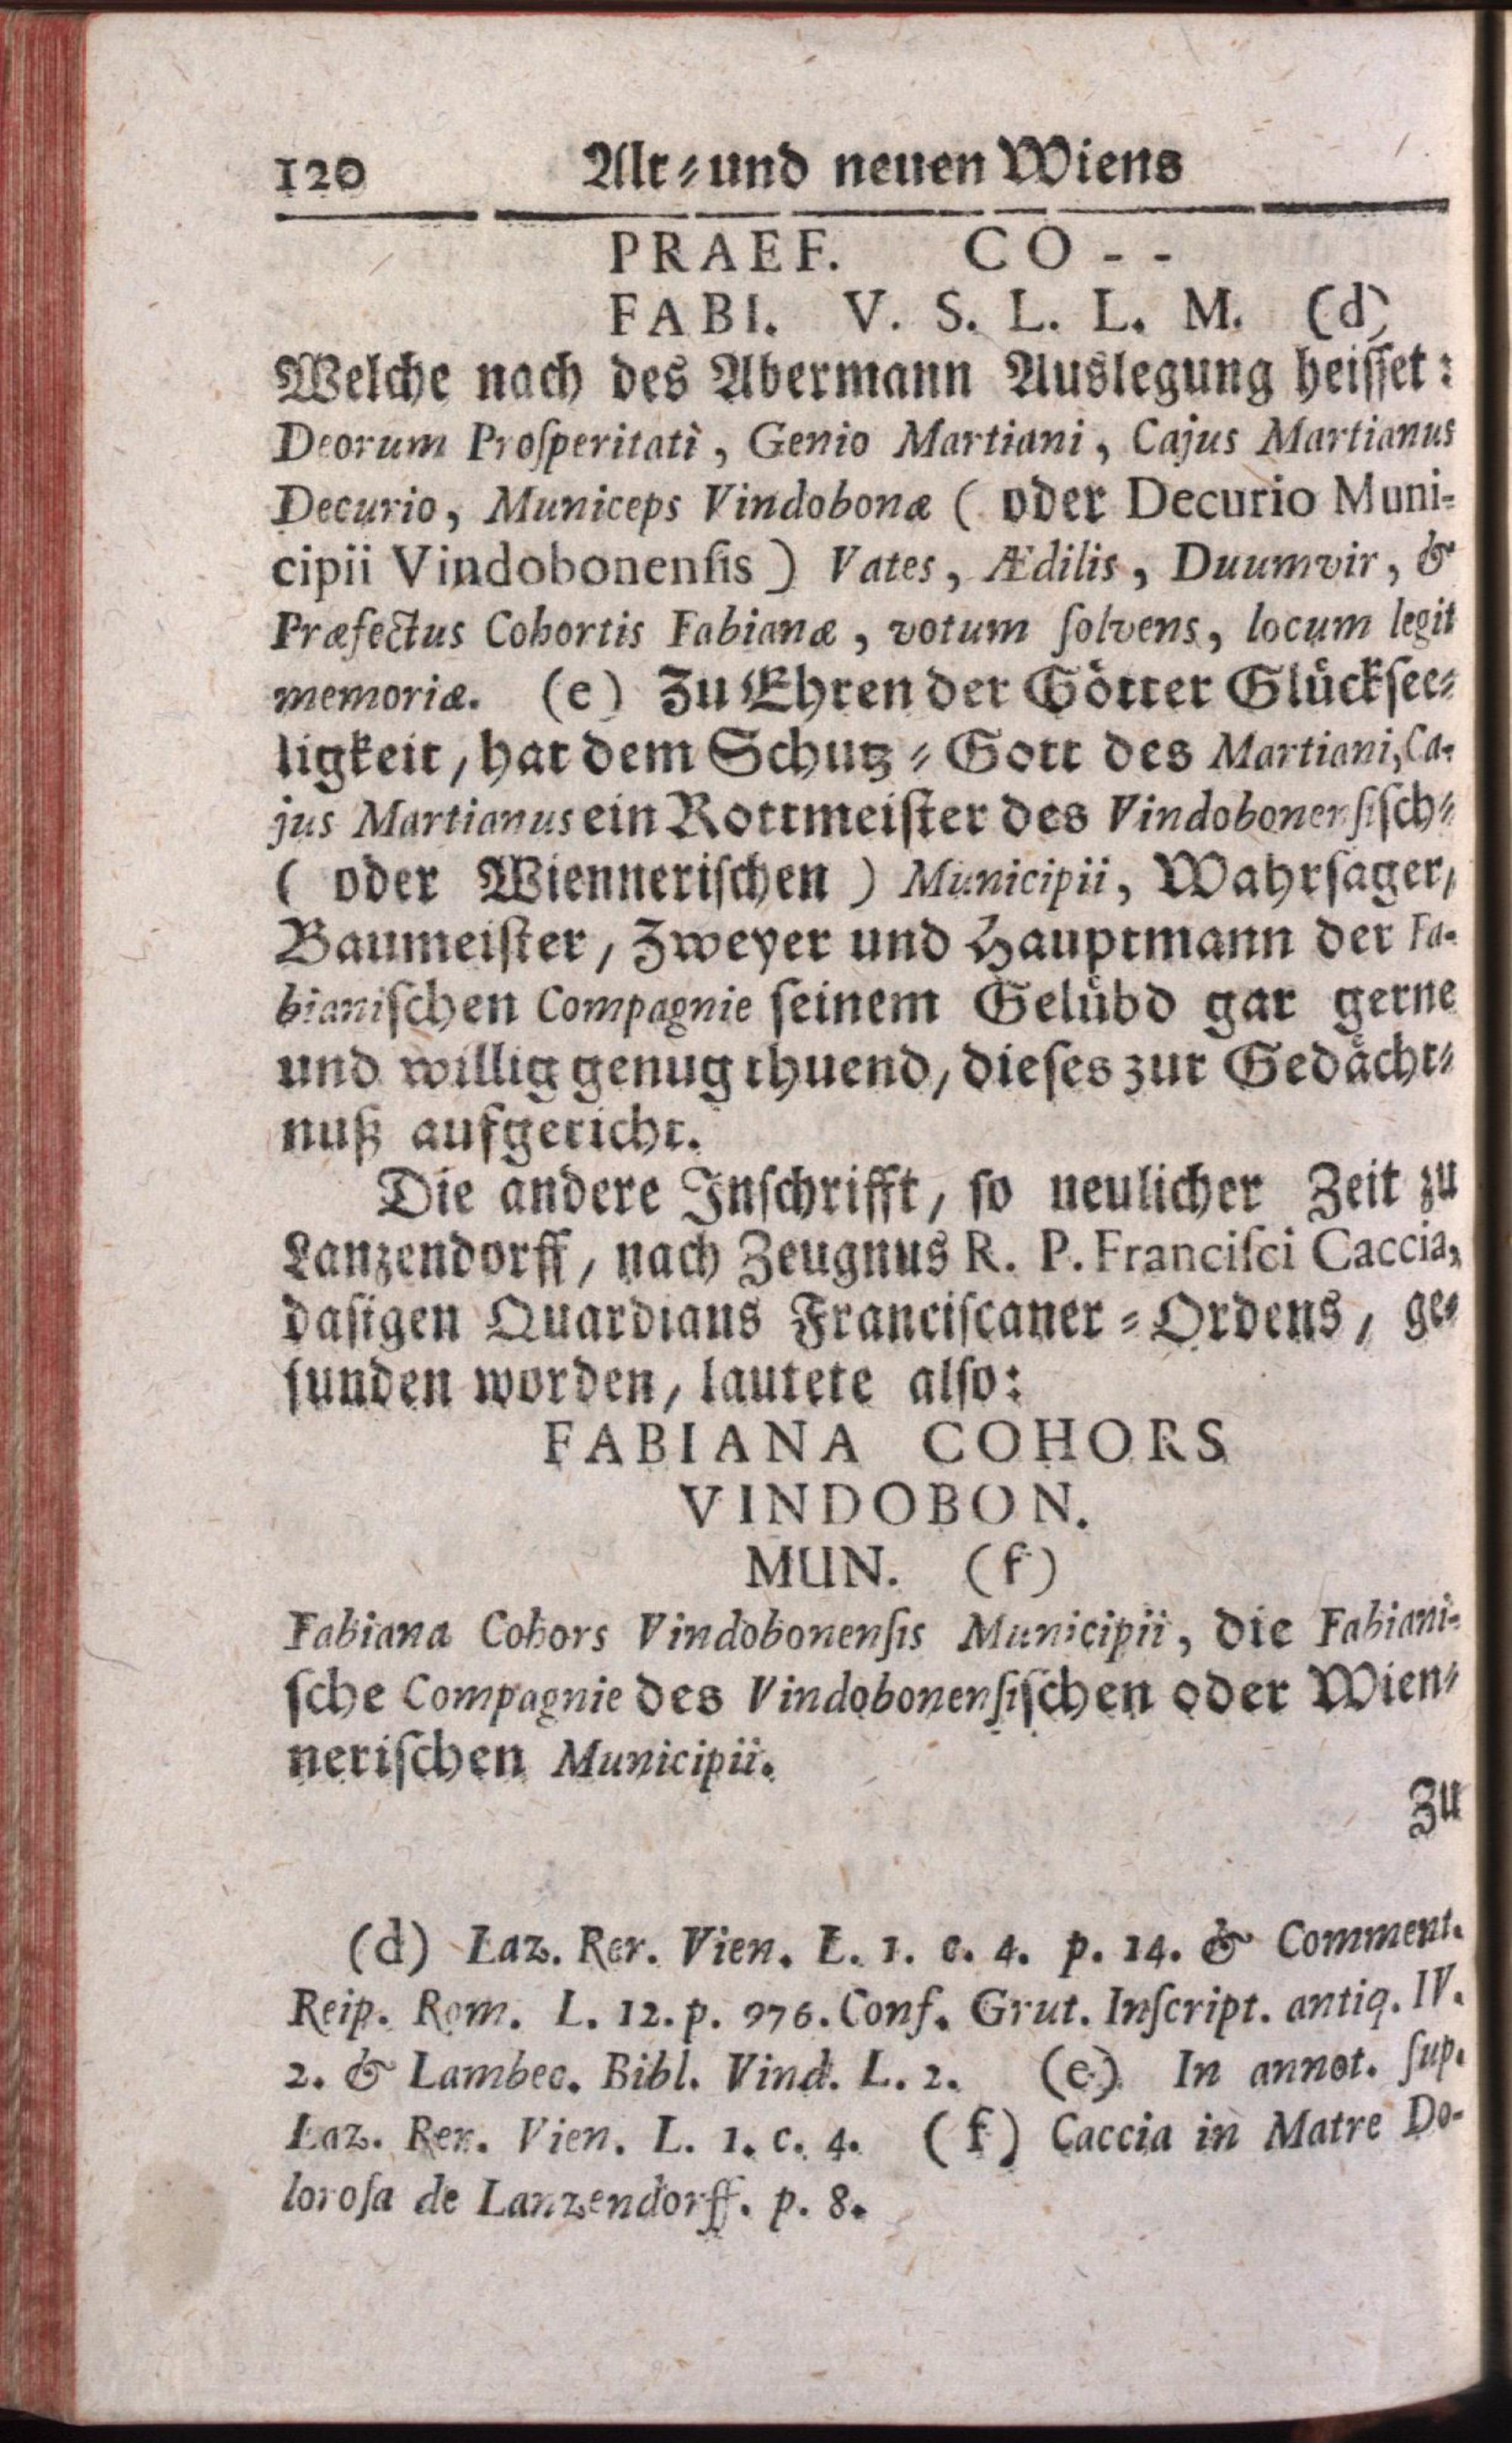 120 Alt-und neuen Wiens
PRAEF. CO - -
FABI. V. S. L. L. M. (d)
Welche nach des Abermann Auslegung heisset:
Deorum Proſperitati, Genio Martiani, Cajus Martianus
Decurio, Municeps Vindobonæ ( oder Decurio Muni-
cipii Vindobonenſis ) Vates, Ædilis, Duumvir, &
Præfectus Cohortis Fabianæ, votum ſolvens, locum legit
memoriæ. (e) Zu Ehren der Götter Glückſee-
ligkeit, hat dem Schutz-Gott des Martiani, Ca-
jus Martianus ein Rottmeiſter des Vindobonenſiſch-
( oder Wienneriſchen ) Municipii, Wahrſager,
Baumeiſter, Zweyer und Hauptmann der Fa-
bianiſchen Compagnie ſeinem Gelübd gar gerne
und willig genug thuend, dieſes zur Gedächt-
nuß aufgericht.
Die andere Inſchrifft, ſo neulicher Zeit zu
Lanzendorff, nach Zeugnus R. P. Franciſci Caccia,
daſigen Quardians Franciſcaner-Ordens, ge-
funden worden, lautete alſo:
FABIANA COHORS
VINDOBON.
MUN. (f)
Fabiana Cohors Vindobonenſis Municipii, die Fabiani-
ſche Compagnie des Vindobonenſiſchen oder Wien-
neriſchen Municipii.
Zu
(d) Laz. Rer. Vien. L. 1. c. 4. p. 14. & Comment.
Reip. Rom. L. 12. p. 976. Conf. Grut. Inſcript. antiq. IV.
2. & Lambec. Bibl. Vind. L. 2. (e) In annot. ſup.
Laz. Rer. Vien. L. 1. c. 4. (f) Caccia in Matre Do-
loroſa de Lanzendorff. p. 8.